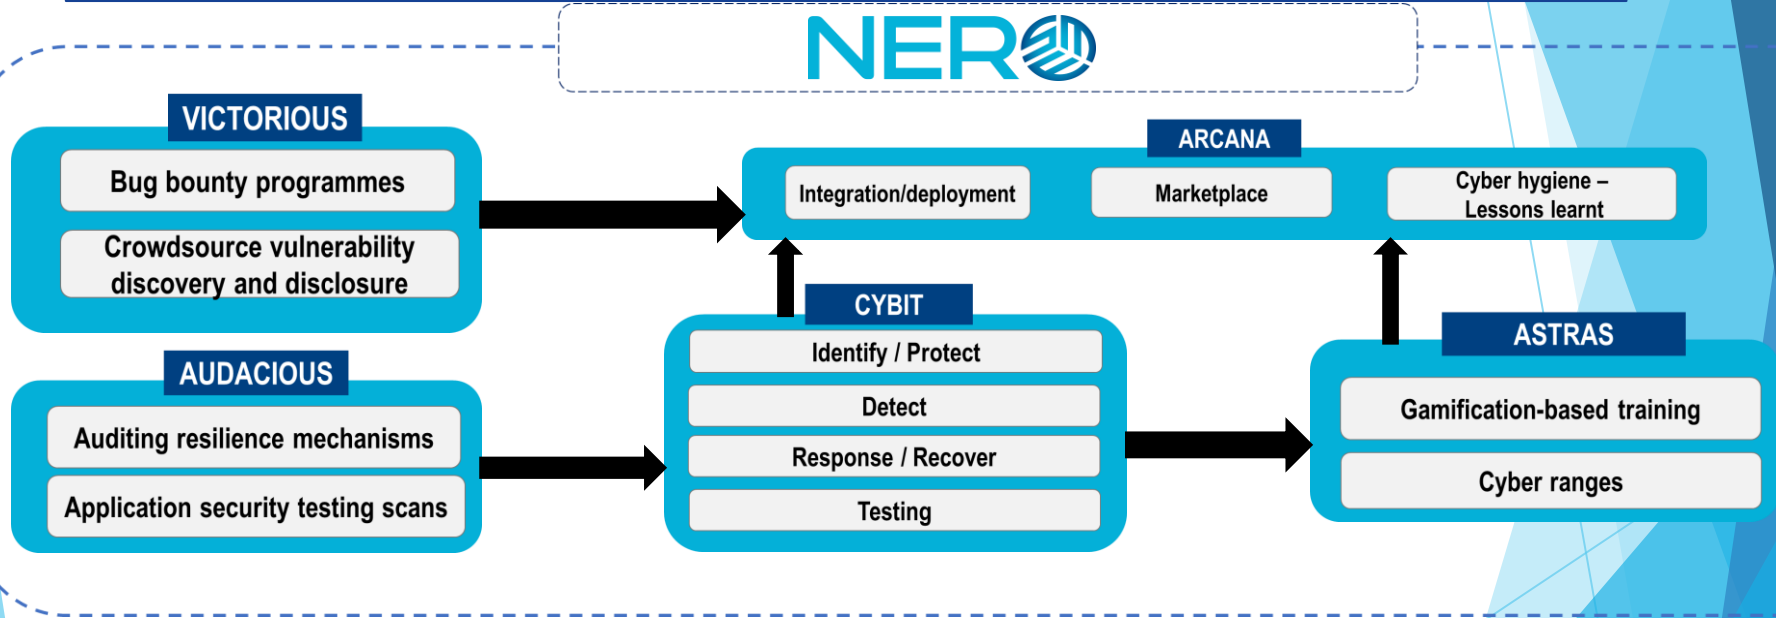 NERO
VICTORIOUS
Bug bounty programmes
Crowdsource vulnerability
discovery and disclosure
AUDACIOUS
Auditing resilience mechanisms
Application security testing scans
ARCANA
Integration/deployment
Marketplace
Cyber hygiene –
Lessons learnt
CYBIT
Identify / Protect
Detect
Response / Recover
Testing
ASTRAS
Gamification-based training
Cyber ranges